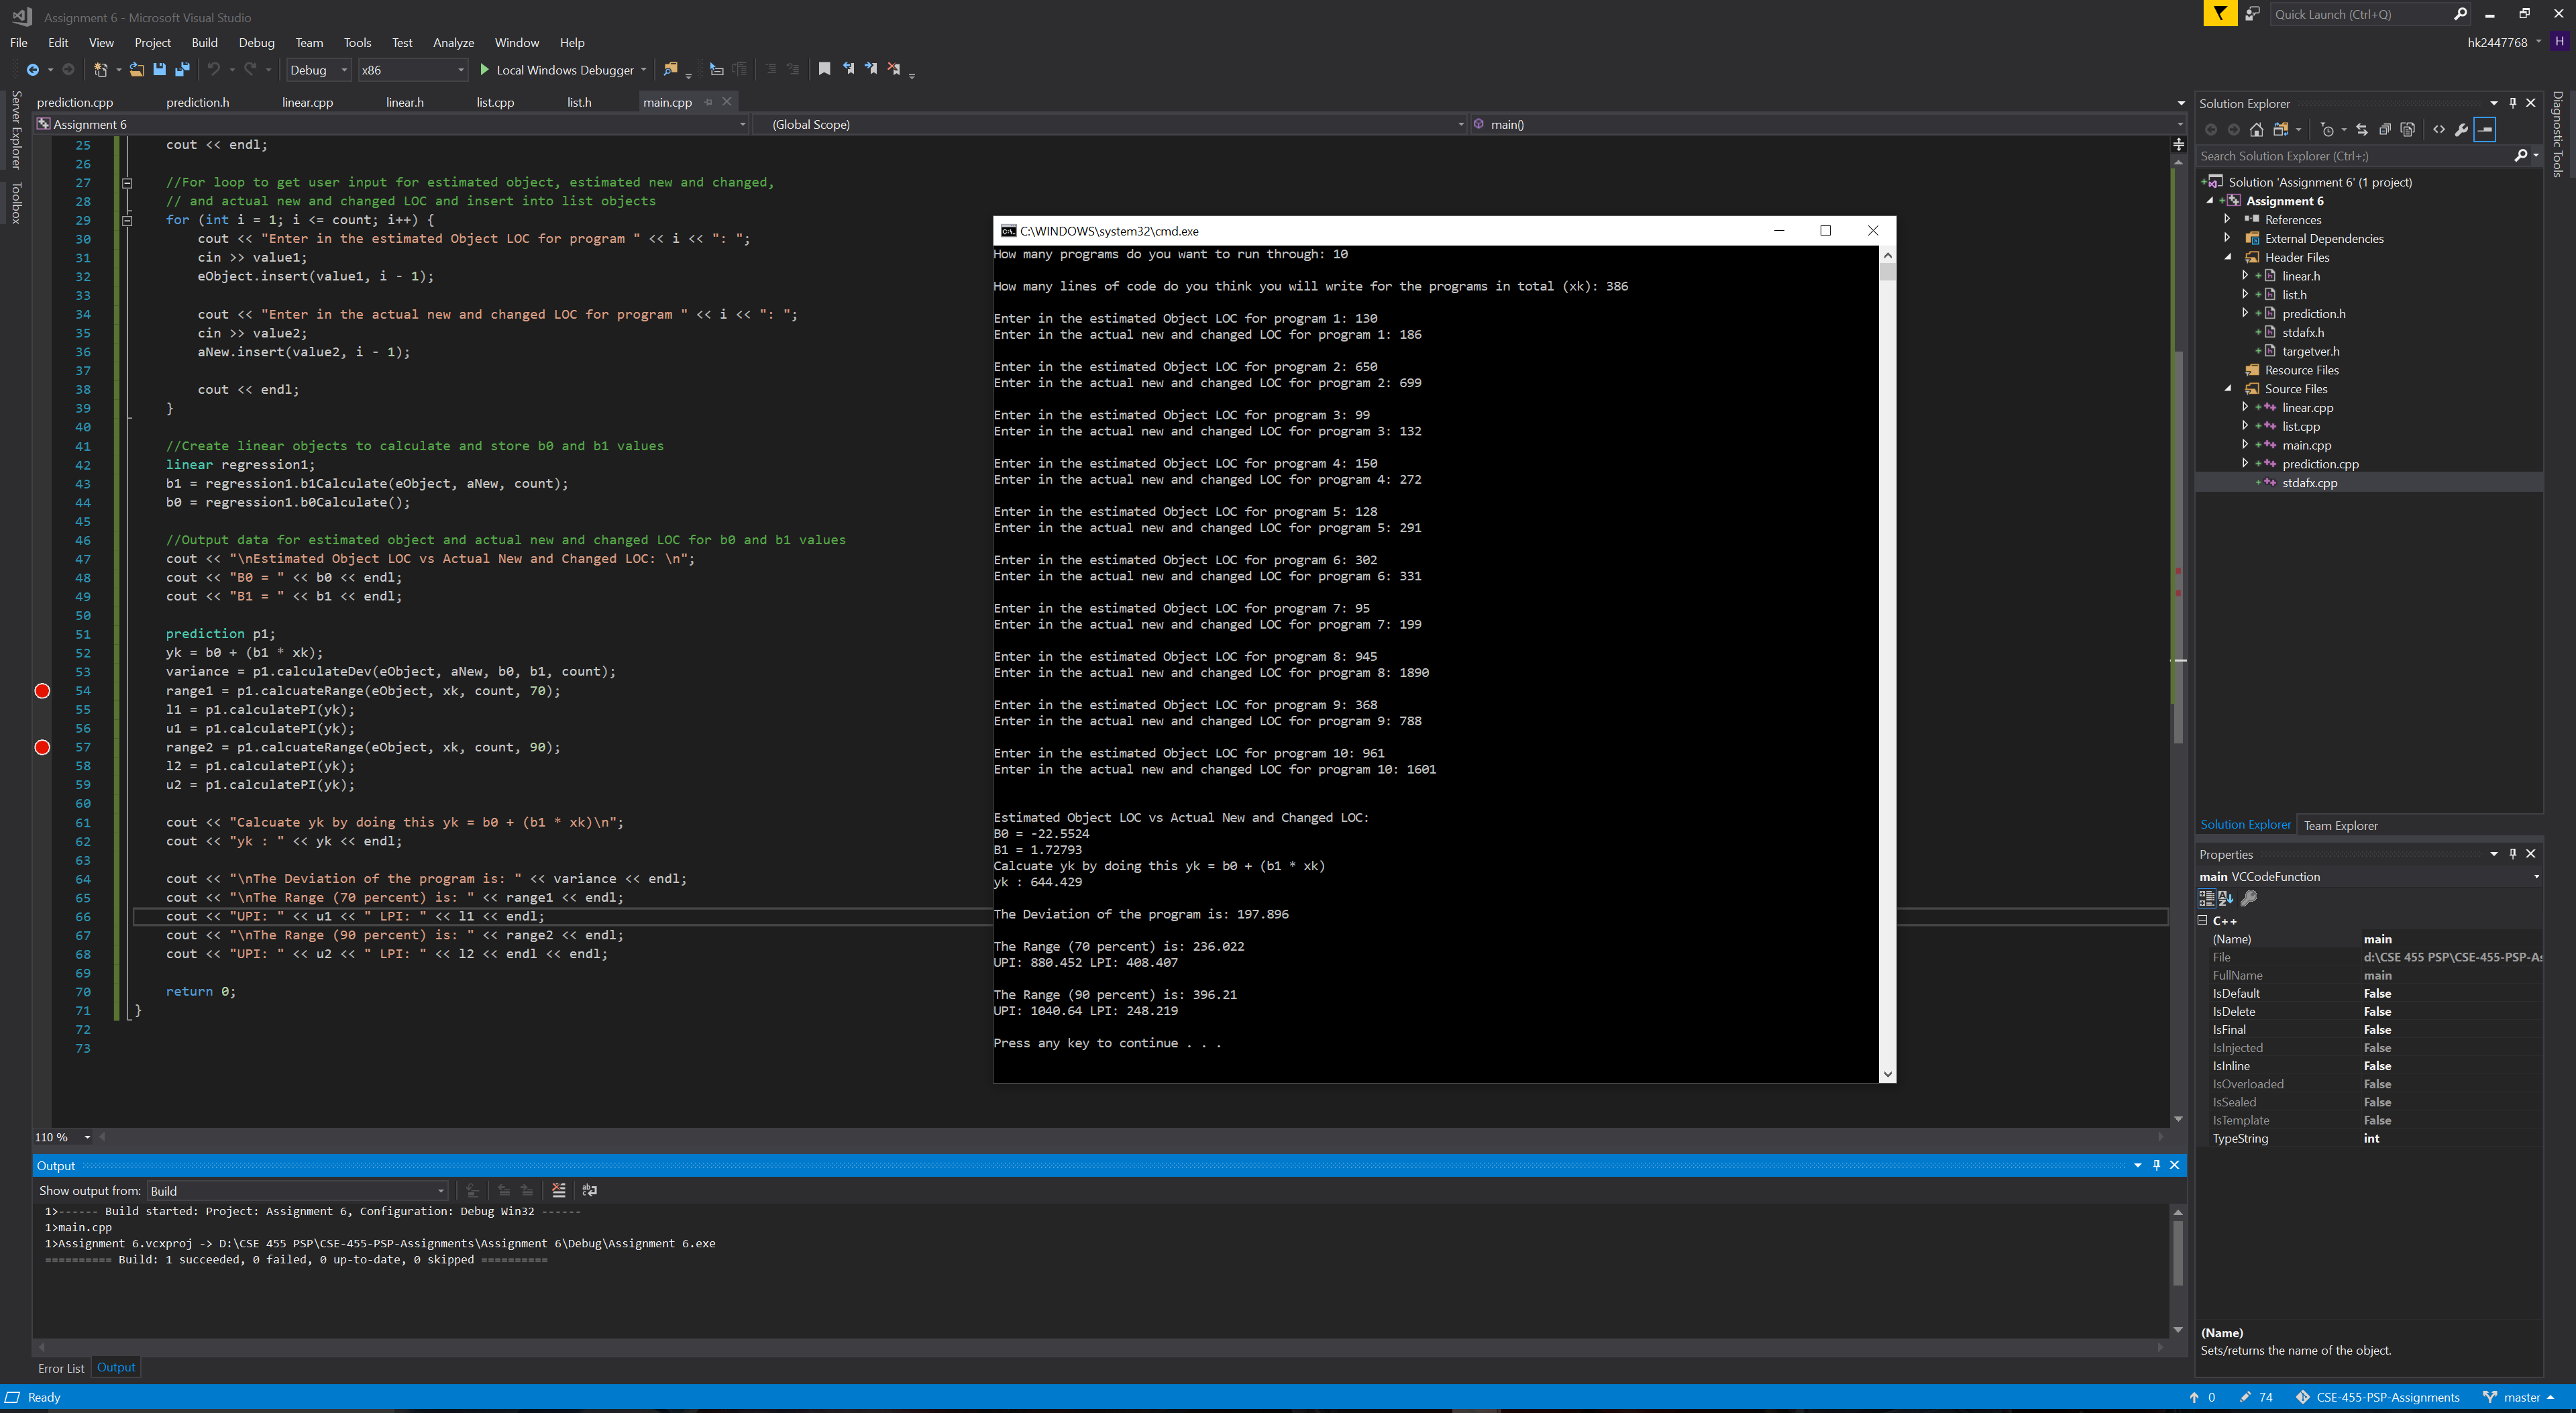 Assignment 6 - Microsoft Visual Studio
Quick Launch (Ctrl+Q)
File Edit View Project Build Debug Team Tools Test Analyze Window Help
hk2447768 H
Debug x86 Local Windows Debugger
Server Explorer
Toolbox
prediction.cpp prediction.h linear.cpp linear.h list.cpp list.h main.cpp
Assignment 6 (Global Scope) main()
25 cout << endl;
26
27 //For loop to get user input for estimated object, estimated new and changed,
28 // and actual new and changed LOC and insert into list objects
29 for (int i = 1; i <= count; i++) {
30 cout << "Enter in the estimated Object LOC for program " << i << ": ";
31 cin >> value1;
32 eObject.insert(value1, i - 1);
33
34 cout << "Enter in the actual new and changed LOC for program " << i << ": ";
35 cin >> value2;
36 aNew.insert(value2, i - 1);
37
38 cout << endl;
39 }
40
41 //Create linear objects to calculate and store b0 and b1 values
42 linear regression1;
43 b1 = regression1.b1Calculate(eObject, aNew, count);
44 b0 = regression1.b0Calculate();
45
46 //Output data for estimated object and actual new and changed LOC for b0 and b1 values
47 cout << "\nEstimated Object LOC vs Actual New and Changed LOC: \n";
48 cout << "B0 = " << b0 << endl;
49 cout << "B1 = " << b1 << endl;
50
51 prediction p1;
52 yk = b0 + (b1 * xk);
53 variance = p1.calculateDev(eObject, aNew, b0, b1, count);
54 range1 = p1.calcuateRange(eObject, xk, count, 70);
55 l1 = p1.calculatePI(yk);
56 u1 = p1.calculatePI(yk);
57 range2 = p1.calcuateRange(eObject, xk, count, 90);
58 l2 = p1.calculatePI(yk);
59 u2 = p1.calculatePI(yk);
60
61 cout << "Calcuate yk by doing this yk = b0 + (b1 * xk)\n";
62 cout << "yk : " << yk << endl;
63
64 cout << "\nThe Deviation of the program is: " << variance << endl;
65 cout << "\nThe Range (70 percent) is: " << range1 << endl;
66 cout << "UPI: " << u1 << " LPI: " << l1 << endl;
67 cout << "\nThe Range (90 percent) is: " << range2 << endl;
68 cout << "UPI: " << u2 << " LPI: " << l2 << endl << endl;
69
70 return 0;
71 }
72
73
110 %
C:\WINDOWS\system32\cmd.exe
How many programs do you want to run through: 10
How many lines of code do you think you will write for the programs in total (xk): 386
Enter in the estimated Object LOC for program 1: 130
Enter in the actual new and changed LOC for program 1: 186
Enter in the estimated Object LOC for program 2: 650
Enter in the actual new and changed LOC for program 2: 699
Enter in the estimated Object LOC for program 3: 99
Enter in the actual new and changed LOC for program 3: 132
Enter in the estimated Object LOC for program 4: 150
Enter in the actual new and changed LOC for program 4: 272
Enter in the estimated Object LOC for program 5: 128
Enter in the actual new and changed LOC for program 5: 291
Enter in the estimated Object LOC for program 6: 302
Enter in the actual new and changed LOC for program 6: 331
Enter in the estimated Object LOC for program 7: 95
Enter in the actual new and changed LOC for program 7: 199
Enter in the estimated Object LOC for program 8: 945
Enter in the actual new and changed LOC for program 8: 1890
Enter in the estimated Object LOC for program 9: 368
Enter in the actual new and changed LOC for program 9: 788
Enter in the estimated Object LOC for program 10: 961
Enter in the actual new and changed LOC for program 10: 1601
Estimated Object LOC vs Actual New and Changed LOC:
B0 = -22.5524
B1 = 1.72793
Calcuate yk by doing this yk = b0 + (b1 * xk)
yk : 644.429
The Deviation of the program is: 197.896
The Range (70 percent) is: 236.022
UPI: 880.452 LPI: 408.407
The Range (90 percent) is: 396.21
UPI: 1040.64 LPI: 248.219
Press any key to continue . . .
Output
Show output from: Build
1>------ Build started: Project: Assignment 6, Configuration: Debug Win32 ------
1>main.cpp
1>Assignment 6.vcxproj -> D:\CSE 455 PSP\CSE-455-PSP-Assignments\Assignment 6\Debug\Assignment 6.exe
========== Build: 1 succeeded, 0 failed, 0 up-to-date, 0 skipped ==========
Error List Output
Solution Explorer
Search Solution Explorer (Ctrl+;)
Solution 'Assignment 6' (1 project)
Assignment 6
References
External Dependencies
Header Files
linear.h
list.h
prediction.h
stdafx.h
targetver.h
Resource Files
Source Files
linear.cpp
list.cpp
main.cpp
prediction.cpp
stdafx.cpp
Solution Explorer Team Explorer
Properties
main VCCodeFunction
C++
(Name) main
File d:\CSE 455 PSP\CSE-455-PSP-As
FullName main
IsDefault False
IsDelete False
IsFinal False
IsInjected False
IsInline False
IsOverloaded False
IsSealed False
IsTemplate False
TypeString int
(Name)
Sets/returns the name of the object.
Diagnostic Tools
Ready 0 74 CSE-455-PSP-Assignments master